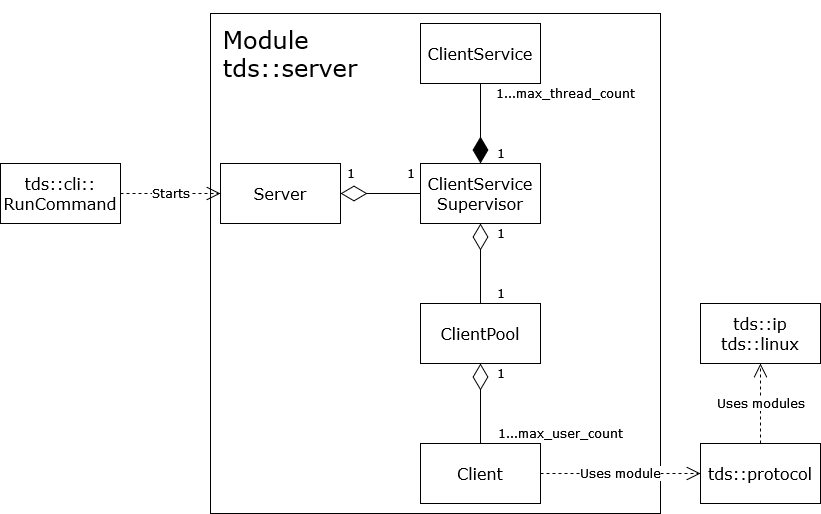 Module
tds::server
ClientService
1...max_thread_count
1
tds::cli::
RunCommand
Starts
Server
1
1
ClientService
Supervisor
1
1
ClientPool
1
tds::ip
tds::linux
Uses modules
1...max_user_count
Client
Uses module
tds::protocol